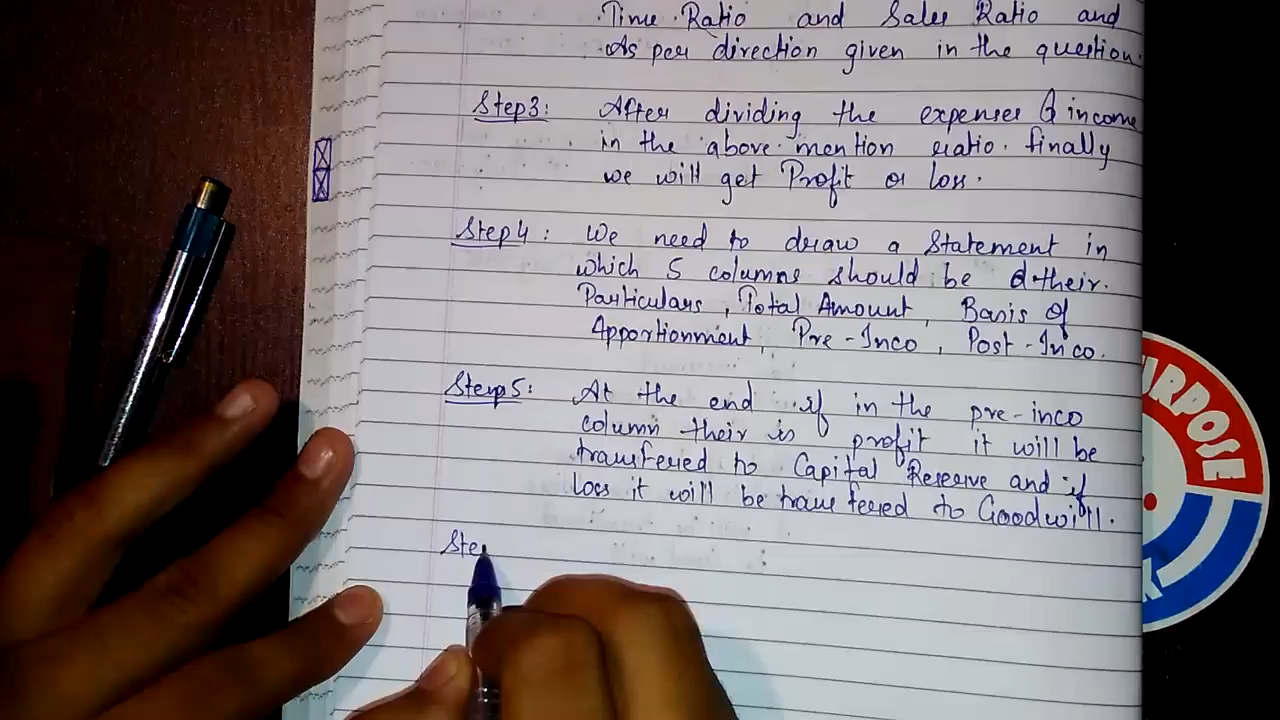 Time Ratio and Sales Ratio and
As per direction given in the question.
Step3: After dividing the expenses & income
in the above mention ratio. finally
we will get Profit or loss.
Step4: We need to draw a Statement in
which 5 columns should be their.
Particulars, Total Amount, Basis of
Apportionment, Pre-Inco, Post-Inco.
Step5: At the end if in the pre-inco
column their is profit it will be
transfered to Capital Reserve and if
loss it will be transfered to Goodwill.
Ste
URPOSE